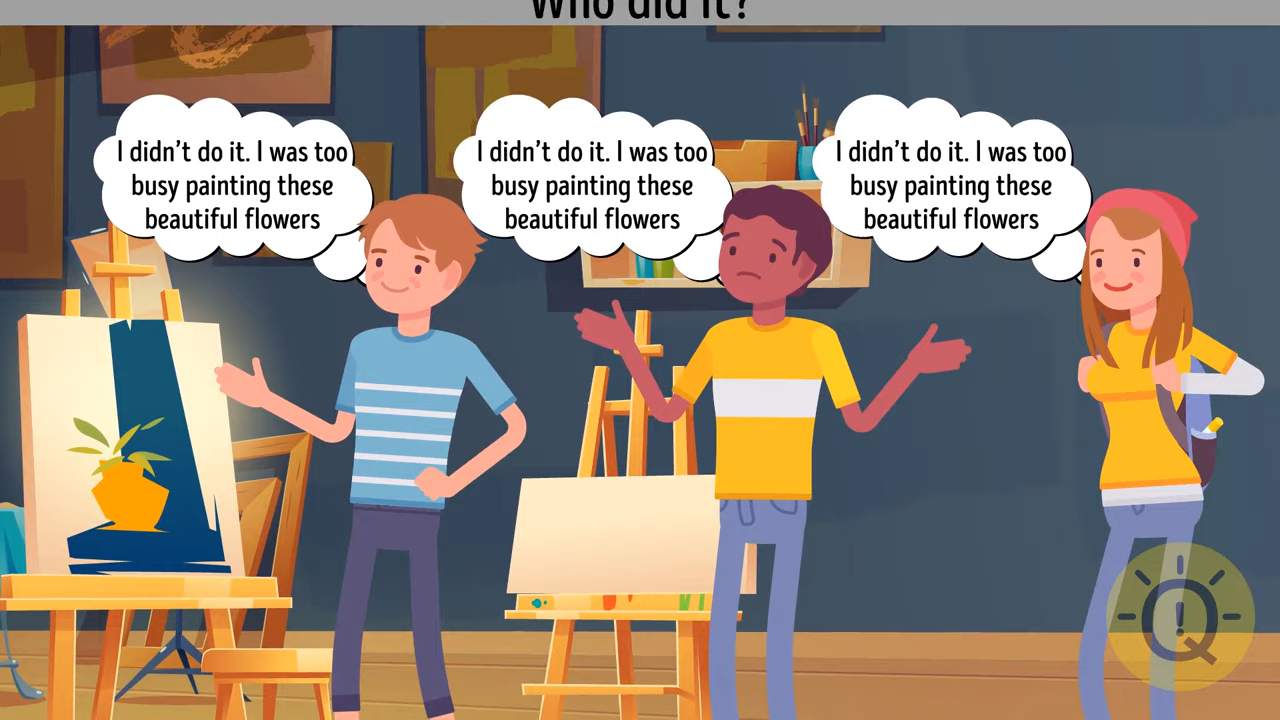 Who did it?
I didn't do it. I was too
busy painting these
beautiful flowers
I didn't do it. I was too
busy painting these
beautiful flowers
I didn't do it. I was too
busy painting these
beautiful flowers